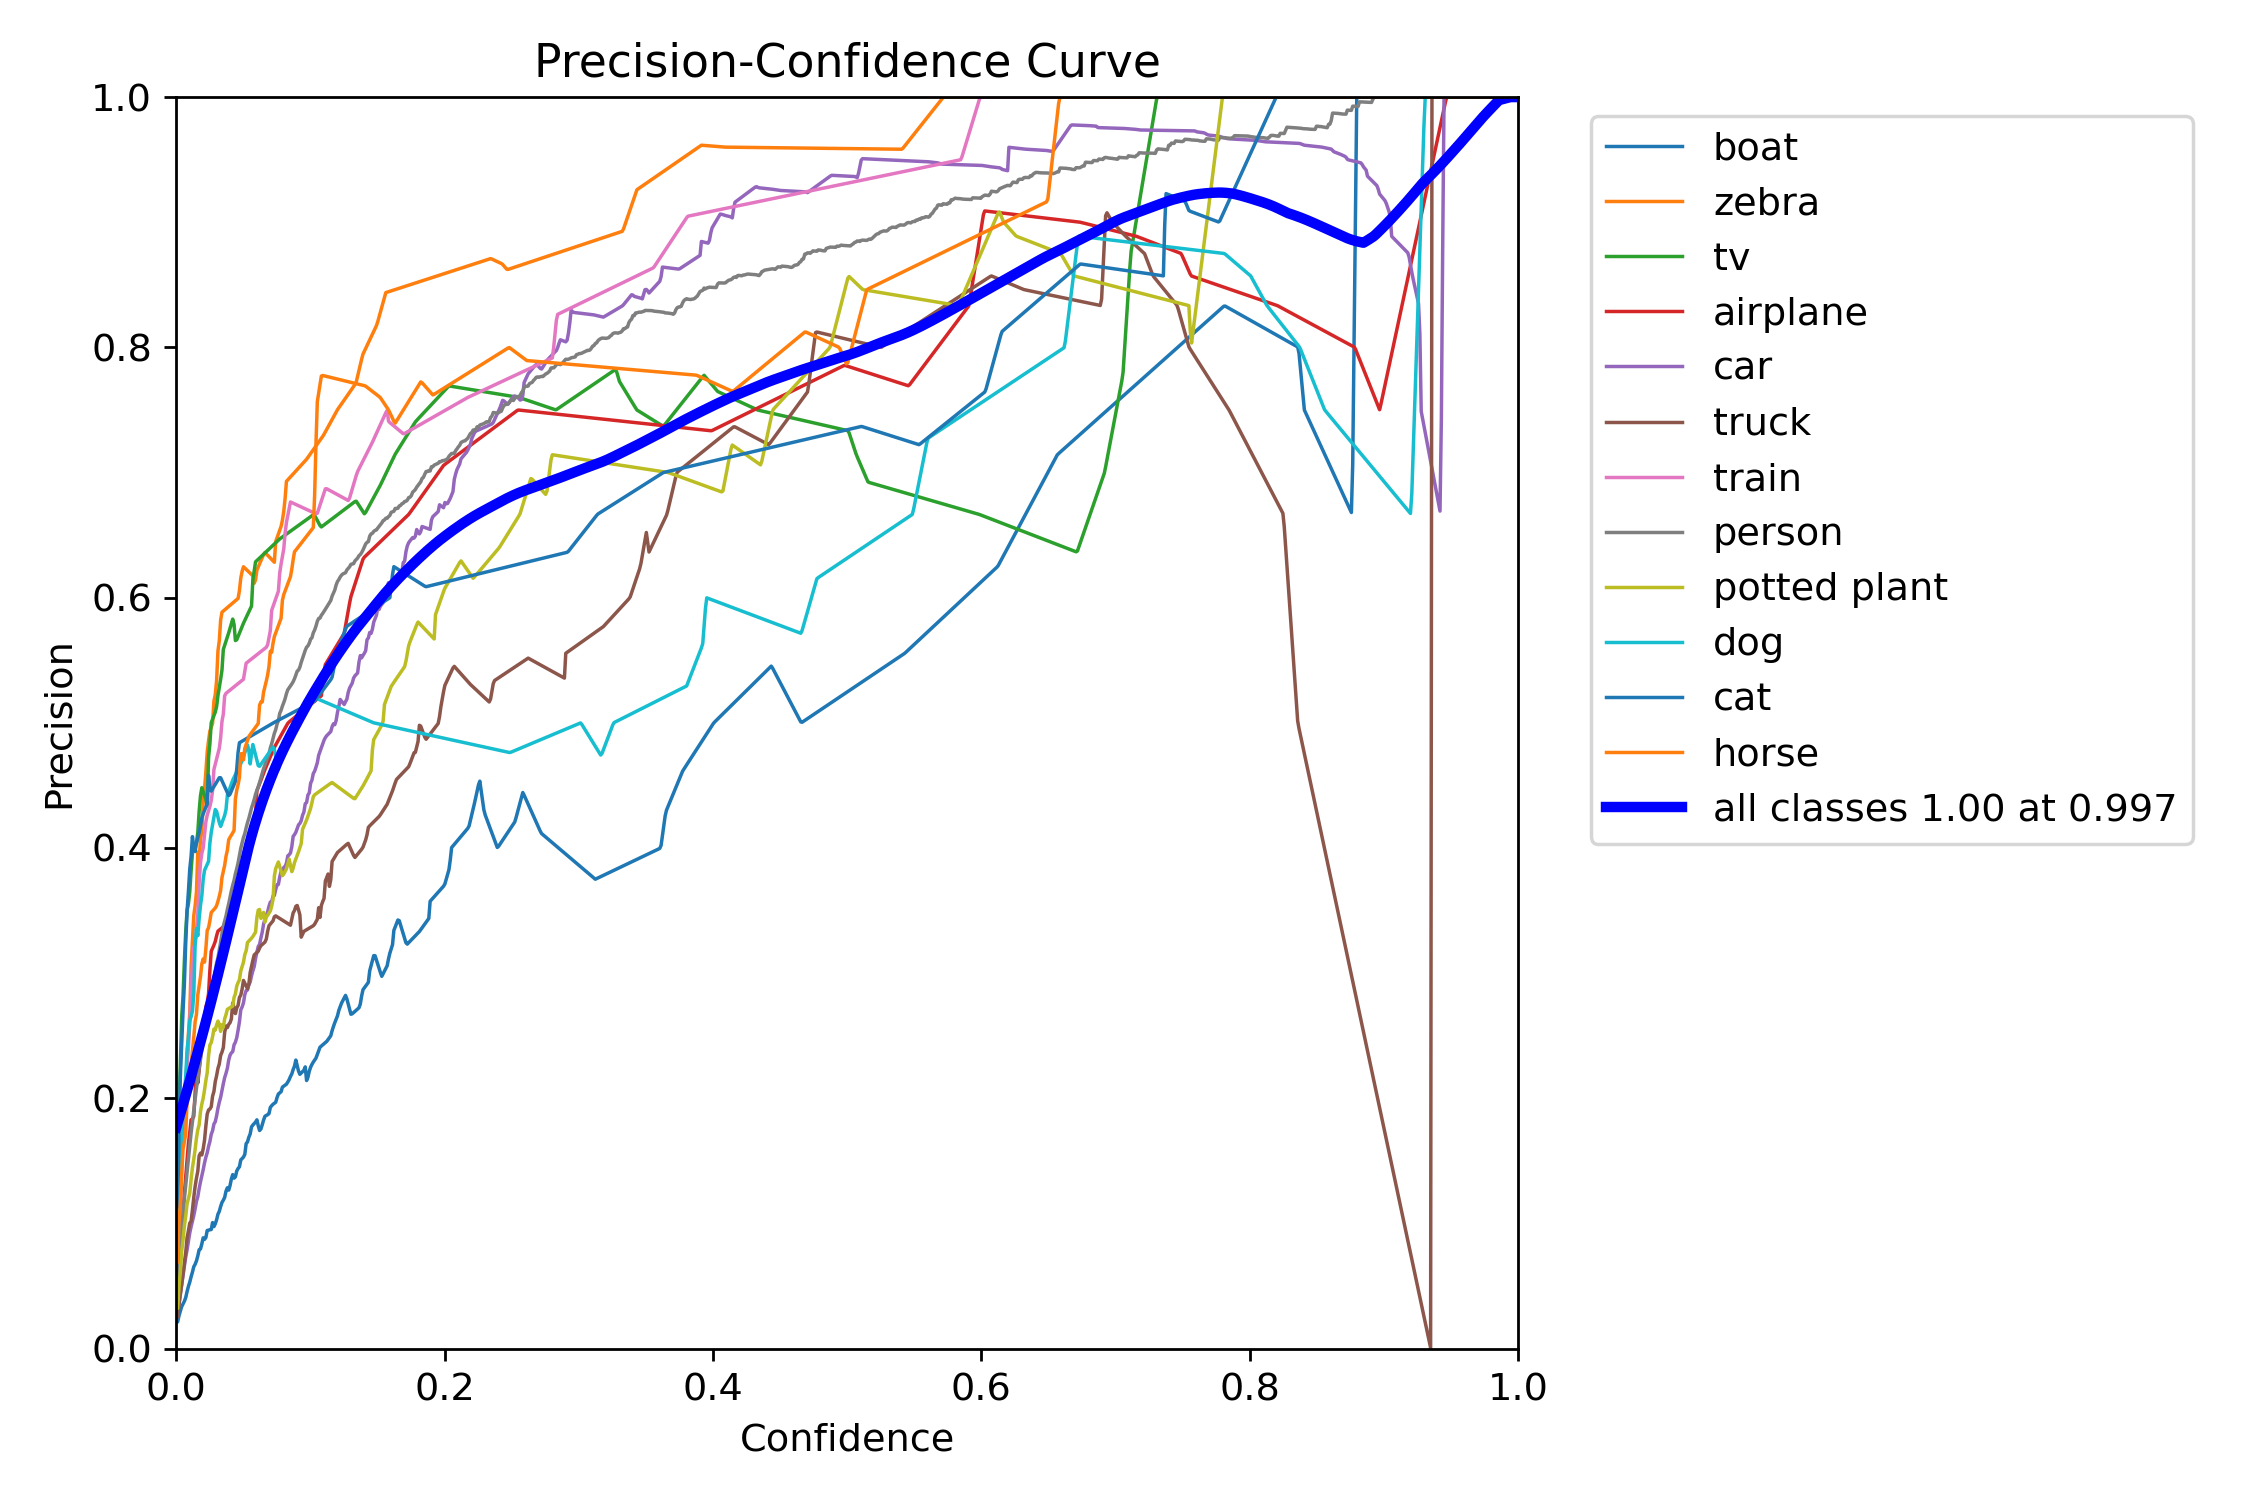 Precision-Confidence Curve
1.0
0.8
0.6
0.4
0.2
0.0
Precision
0.0 0.2 0.4 0.6 0.8 1.0
Confidence
boat
zebra
tv
airplane
car
truck
train
person
potted plant
dog
cat
horse
all classes 1.00 at 0.997